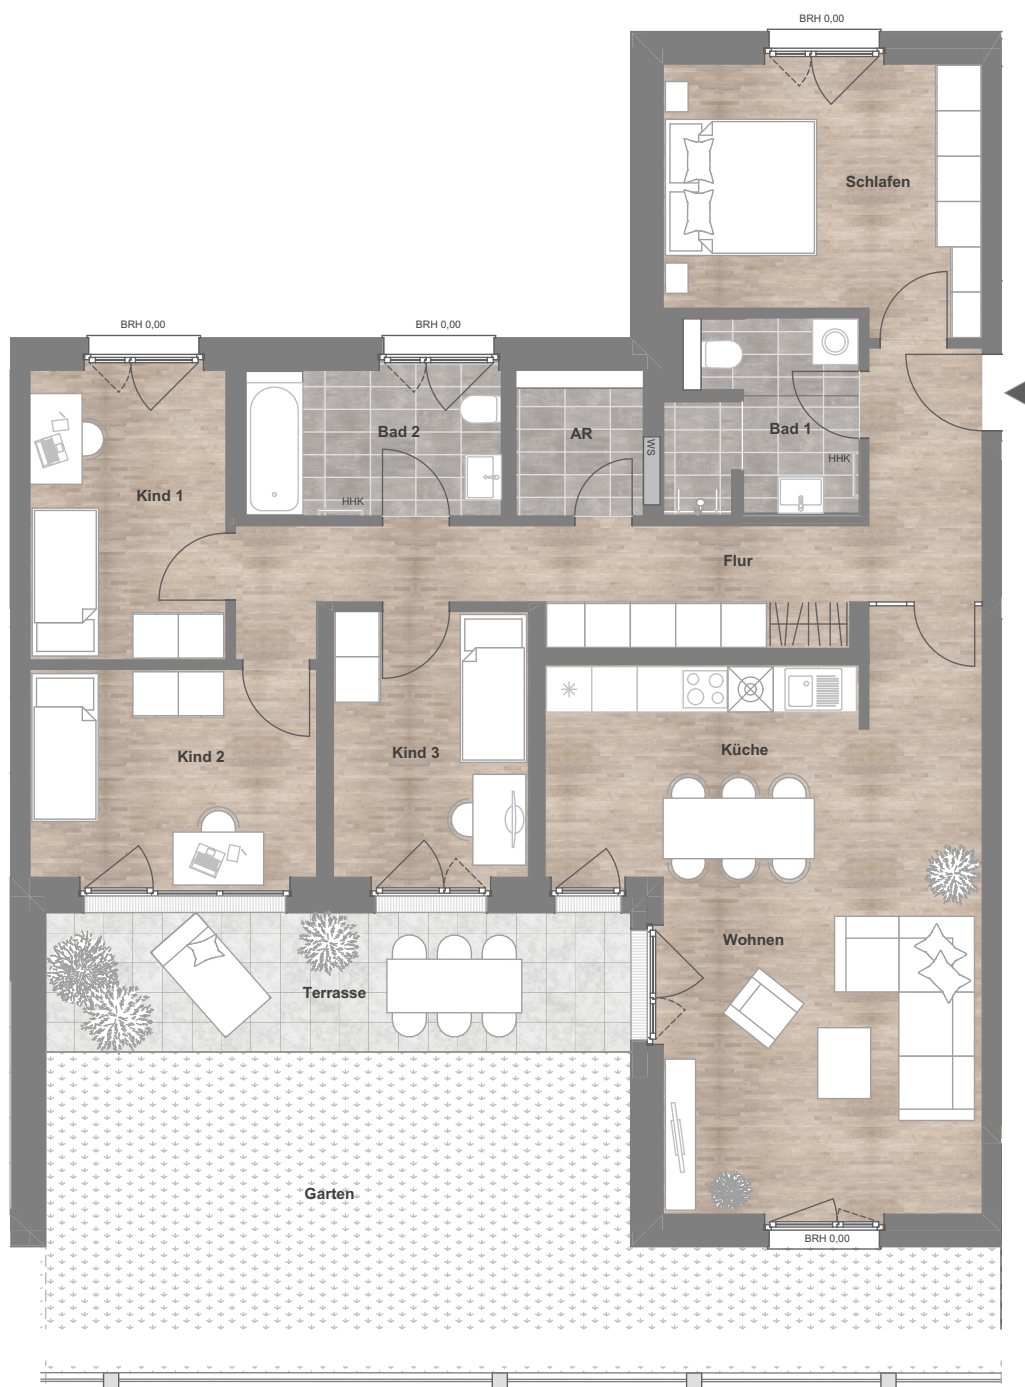 BRH 0,00
Schlafen
BRH 0,00
BRH 0,00
Bad 2
AR
WS
Bad 1
HHK
Kind 1
HHK
Flur
Kind 2
Kind 3
Küche
Wohnen
Terrasse
Garten
BRH 0,00